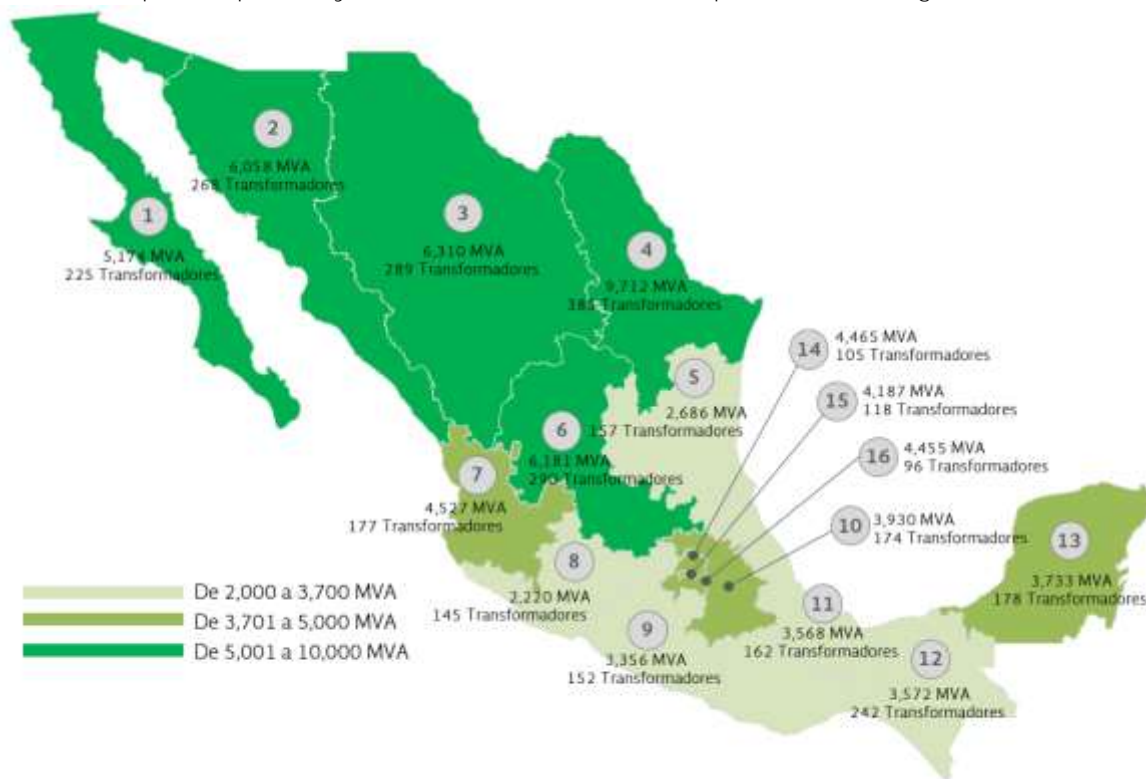 1
5,174 MVA
225 Transformadores
2
6,058 MVA
268 Transformadores
3
6,310 MVA
289 Transformadores
4
9,712 MVA
385 Transformadores
5
2,686 MVA
157 Transformadores
6
6,181 MVA
290 Transformadores
7
4,527 MVA
177 Transformadores
8
2,220 MVA
145 Transformadores
9
3,356 MVA
152 Transformadores
14
4,465 MVA
105 Transformadores
15
4,187 MVA
118 Transformadores
16
4,455 MVA
96 Transformadores
10
3,930 MVA
174 Transformadores
11
3,568 MVA
162 Transformadores
12
3,572 MVA
242 Transformadores
13
3,733 MVA
178 Transformadores
De 2,000 a 3,700 MVA
De 3,701 a 5,000 MVA
De 5,001 a 10,000 MVA